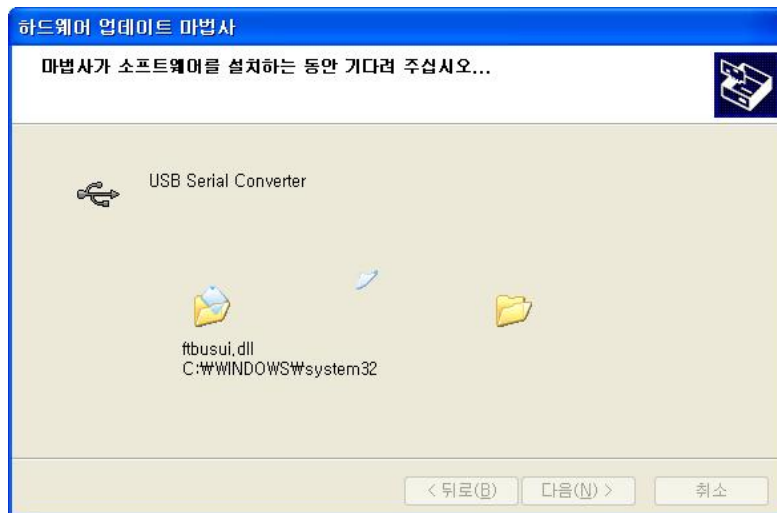 하드웨어 업데이트 마법사
마법사가 소프트웨어를 설치하는 동안 기다려 주십시오...
USB Serial Converter
ftbusui.dll
C:₩WINDOWS₩system32
< 뒤로(B) 다음(N) > 취소